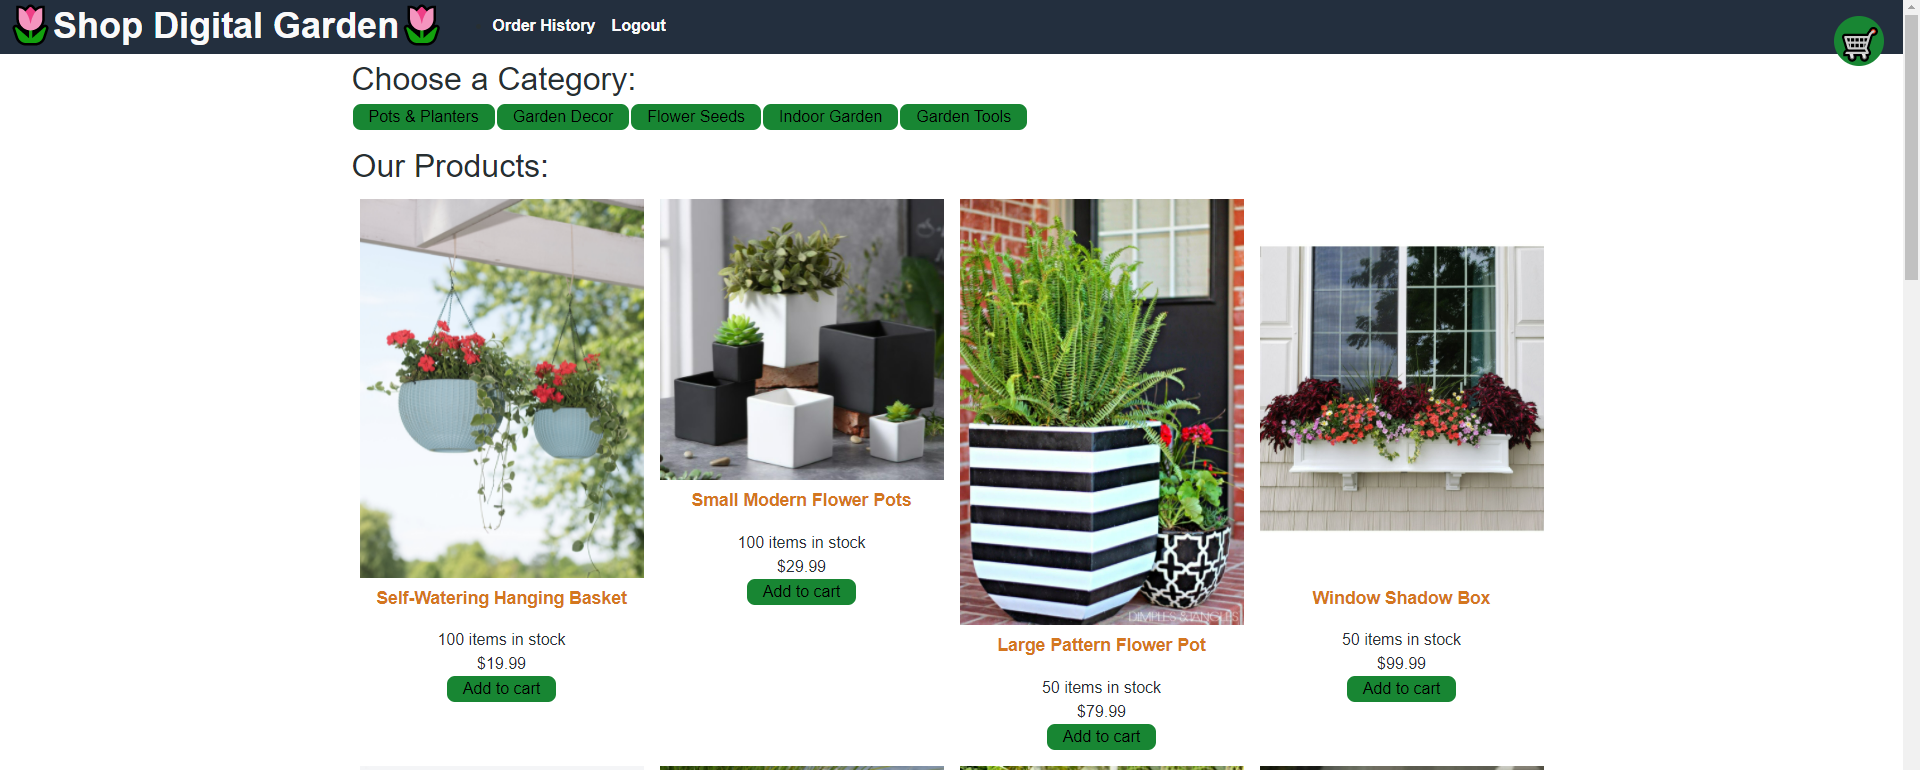 Shop Digital Garden
Order History
Logout
Choose a Category:
Pots & Planters
Garden Decor
Flower Seeds
Indoor Garden
Garden Tools
Our Products:
Self-Watering Hanging Basket
100 items in stock
$19.99
Add to cart
Small Modern Flower Pots
100 items in stock
$29.99
Add to cart
DIMPLES & TANGLES
Large Pattern Flower Pot
50 items in stock
$79.99
Add to cart
Window Shadow Box
50 items in stock
$99.99
Add to cart